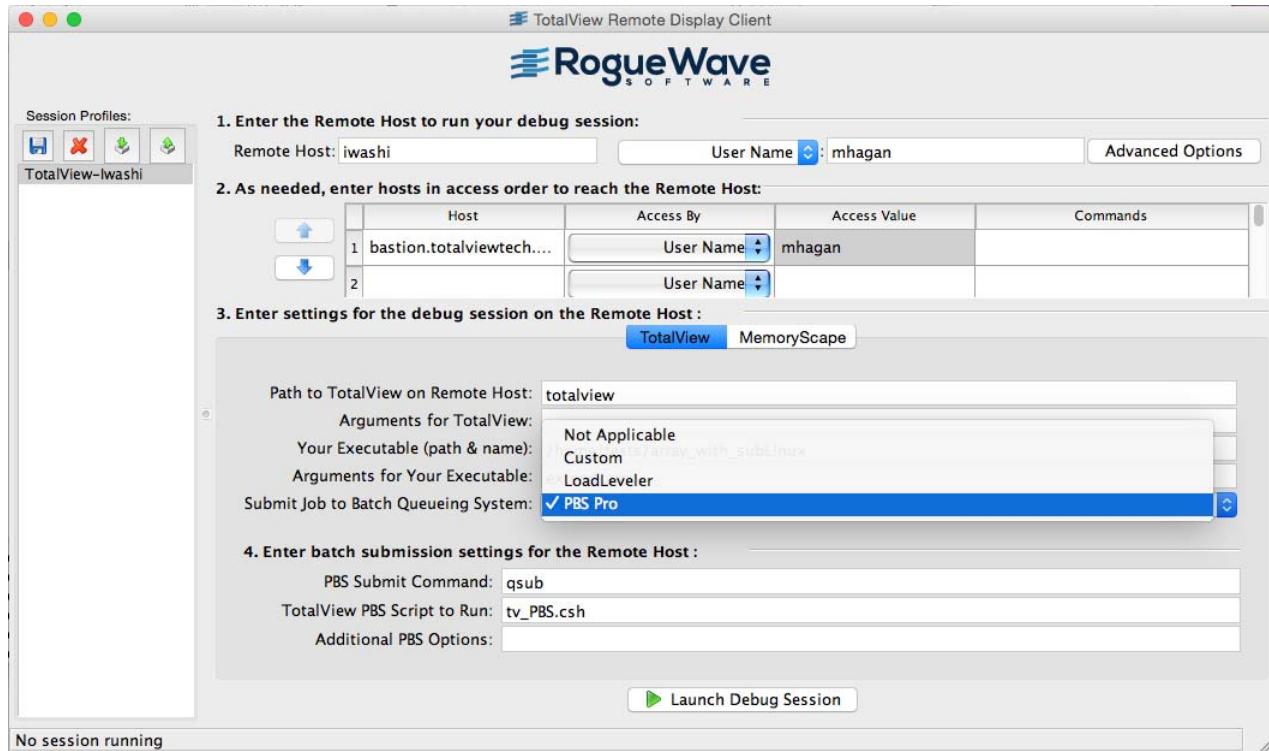 TotalView Remote Display Client
RogueWave
SOFTWARE
Session Profiles:
TotalView-Iwashi
1. Enter the Remote Host to run your debug session:
Remote Host: iwashi User Name : mhagan Advanced Options
2. As needed, enter hosts in access order to reach the Remote Host:
Host Access By Access Value Commands
1 bastion.totalviewtech.... User Name mhagan
2 User Name
3. Enter settings for the debug session on the Remote Host :
TotalView MemoryScape
Path to TotalView on Remote Host: totalview
Arguments for TotalView:
Not Applicable
Your Executable (path & name):
Custom
Arguments for Your Executable:
LoadLeveler
Submit Job to Batch Queueing System: ✓ PBS Pro
4. Enter batch submission settings for the Remote Host :
PBS Submit Command: qsub
TotalView PBS Script to Run: tv_PBS.csh
Additional PBS Options:
Launch Debug Session
No session running